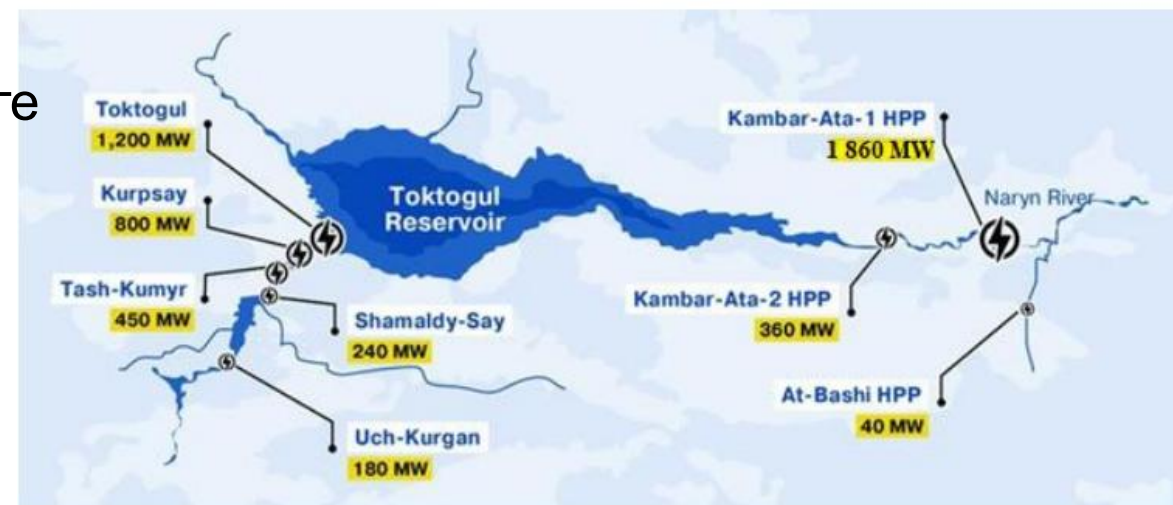 те
Toktogul
1,200 MW
Kurpsay
800 MW
Tash-Kumyr
450 MW
Toktogul
Reservoir
Shamaldy-Say
240 MW
Uch-Kurgan
180 MW
Kambar-Ata-1 HPP
1 860 MW
Naryn River
Kambar-Ata-2 HPP
360 MW
At-Bashi HPP
40 MW